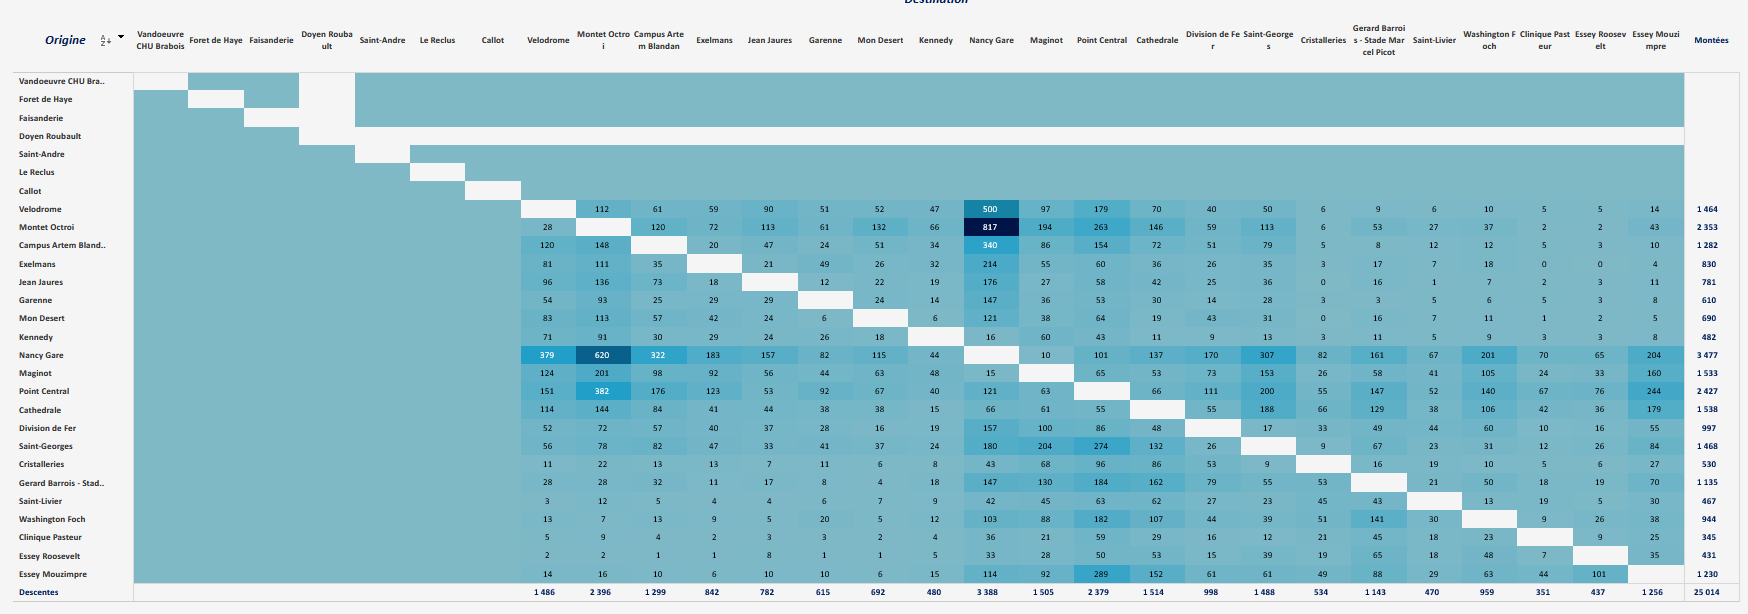 Destination
Origine Vandoeuvre CHU Brabois Foret de Haye Faisanderie Doyen Rouba ult Saint-Andre Le Reclus Callot Velodrome Montet Octro i Campus Arte m Blandan Exelmans Jean Jaures Garenne Mon Desert Kennedy Nancy Gare Maginot Point Central Cathedrale Division de Fe r Saint-George s Cristalleries Gerard Barroi s - Stade Mar cel Picot Saint-Livier Washington F och Clinique Past eur Essey Roosev elt Essey Mouzi mpre Montées
Vandoeuvre CHU Bra..
Foret de Haye
Faisanderie
Doyen Roubault
Saint-Andre
Le Reclus
Callot
Velodrome 112 61 59 90 51 52 47 500 97 179 70 40 50 6 9 6 10 5 5 14 1 464
Montet Octroi 28 120 72 113 61 132 66 817 194 263 146 59 113 6 53 27 37 2 2 43 2 353
Campus Artem Bland.. 120 148 20 47 24 51 34 340 86 154 72 51 79 5 8 12 12 5 3 10 1 282
Exelmans 81 111 35 21 49 26 32 214 55 60 36 26 35 3 17 7 18 0 0 4 830
Jean Jaures 96 136 73 18 12 22 19 176 27 58 42 25 36 0 16 1 7 2 3 11 781
Garenne 54 93 25 29 29 24 14 147 36 53 30 14 28 3 3 5 6 5 3 8 610
Mon Desert 83 113 57 42 24 6 6 121 38 64 19 43 31 0 16 7 11 1 2 5 690
Kennedy 71 91 30 29 24 26 18 16 60 43 11 9 13 3 11 5 9 3 3 8 482
Nancy Gare 379 620 322 183 157 82 115 44 10 101 137 170 307 82 161 67 201 70 65 204 3 477
Maginot 124 201 98 92 56 44 63 48 15 65 53 73 153 26 58 41 105 24 33 160 1 533
Point Central 151 382 176 123 53 92 67 40 121 63 66 111 200 55 147 52 140 67 76 244 2 427
Cathedrale 114 144 84 41 44 38 38 15 66 61 55 55 188 66 129 38 106 42 36 179 1 538
Division de Fer 52 72 57 40 37 28 16 19 157 100 86 48 17 33 49 44 60 10 16 55 997
Saint-Georges 56 78 82 47 33 41 37 24 180 204 274 132 26 9 67 23 31 12 26 84 1 468
Cristalleries 11 22 13 13 7 11 6 8 43 68 96 86 53 9 16 19 10 5 6 27 530
Gerard Barrois - Stad.. 28 28 32 11 17 8 4 18 147 130 184 162 79 55 53 21 50 18 19 70 1 135
Saint-Livier 3 12 5 4 4 6 7 9 42 45 63 62 27 23 45 43 13 19 5 30 467
Washington Foch 13 7 13 9 5 20 5 12 103 88 182 107 44 39 51 141 30 9 26 38 944
Clinique Pasteur 5 9 4 2 3 3 2 4 36 21 59 29 16 12 21 45 18 23 9 25 345
Essey Roosevelt 2 2 1 1 8 1 1 5 33 28 50 53 15 39 19 65 18 48 7 35 431
Essey Mouzimpre 14 16 10 6 10 10 6 15 114 92 289 152 61 61 49 88 29 63 44 101 1 230
Descentes 1 486 2 396 1 299 842 782 615 692 480 3 388 1 505 2 379 1 514 998 1 488 534 1 143 470 959 351 437 1 256 25 014